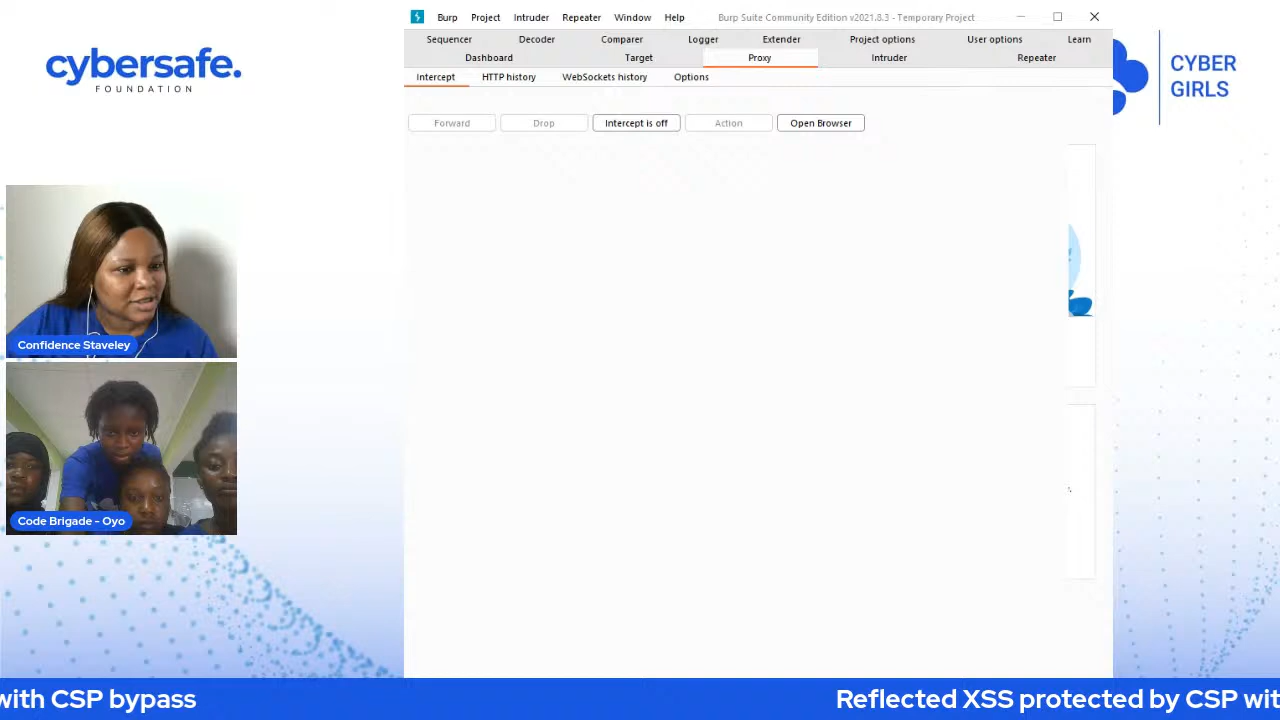 cybersafe.
FOUNDATION
Burp Project Intruder Repeater Window Help Burp Suite Community Edition v2021.8.3 - Temporary Project
Sequencer Decoder Comparer Logger Extender Project options User options Learn
Dashboard Target Proxy Intruder Repeater
Intercept HTTP history WebSockets history Options
Forward Drop Intercept is off Action Open Browser
CYBER
GIRLS
Confidence Staveley
Code Brigade - Oyo
with CSP bypass
Reflected XSS protected by CSP wit